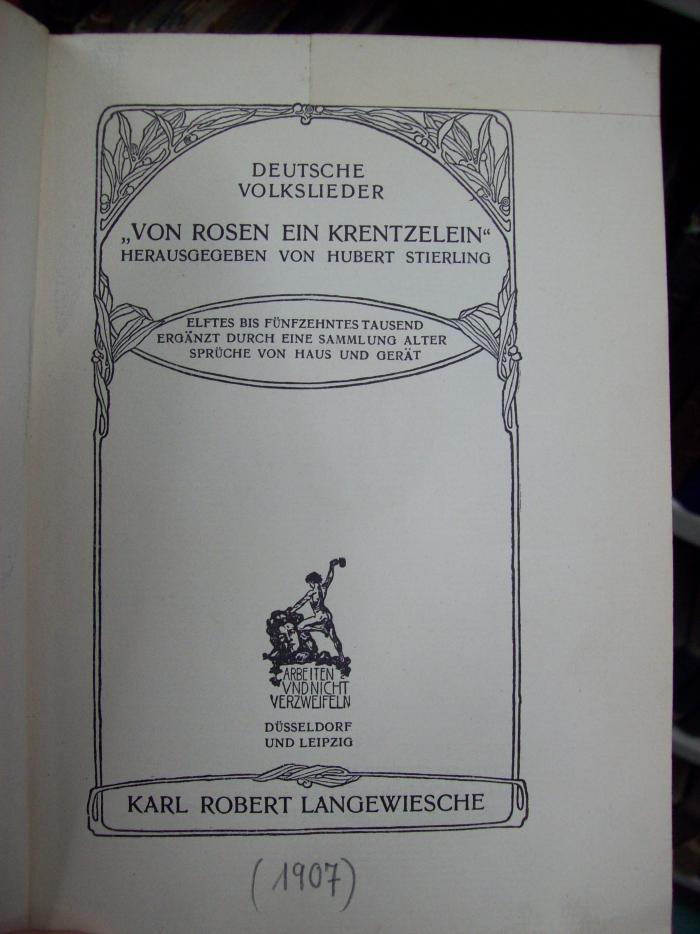 DEUTSCHE
VOLKSLIEDER
„VON ROSEN EIN KRENTZELEIN“
HERAUSGEGEBEN VON HUBERT STIERLING
ELFTES BIS FÜNFZEHNTES TAUSEND
ERGÄNZT DURCH EINE SAMMLUNG ALTER
SPRÜCHE VON HAUS UND GERÄT
ARBEITEN
VND NICHT
VERZWEIFELN
DÜSSELDORF
UND LEIPZIG
KARL ROBERT LANGEWIESCHE
(1907)